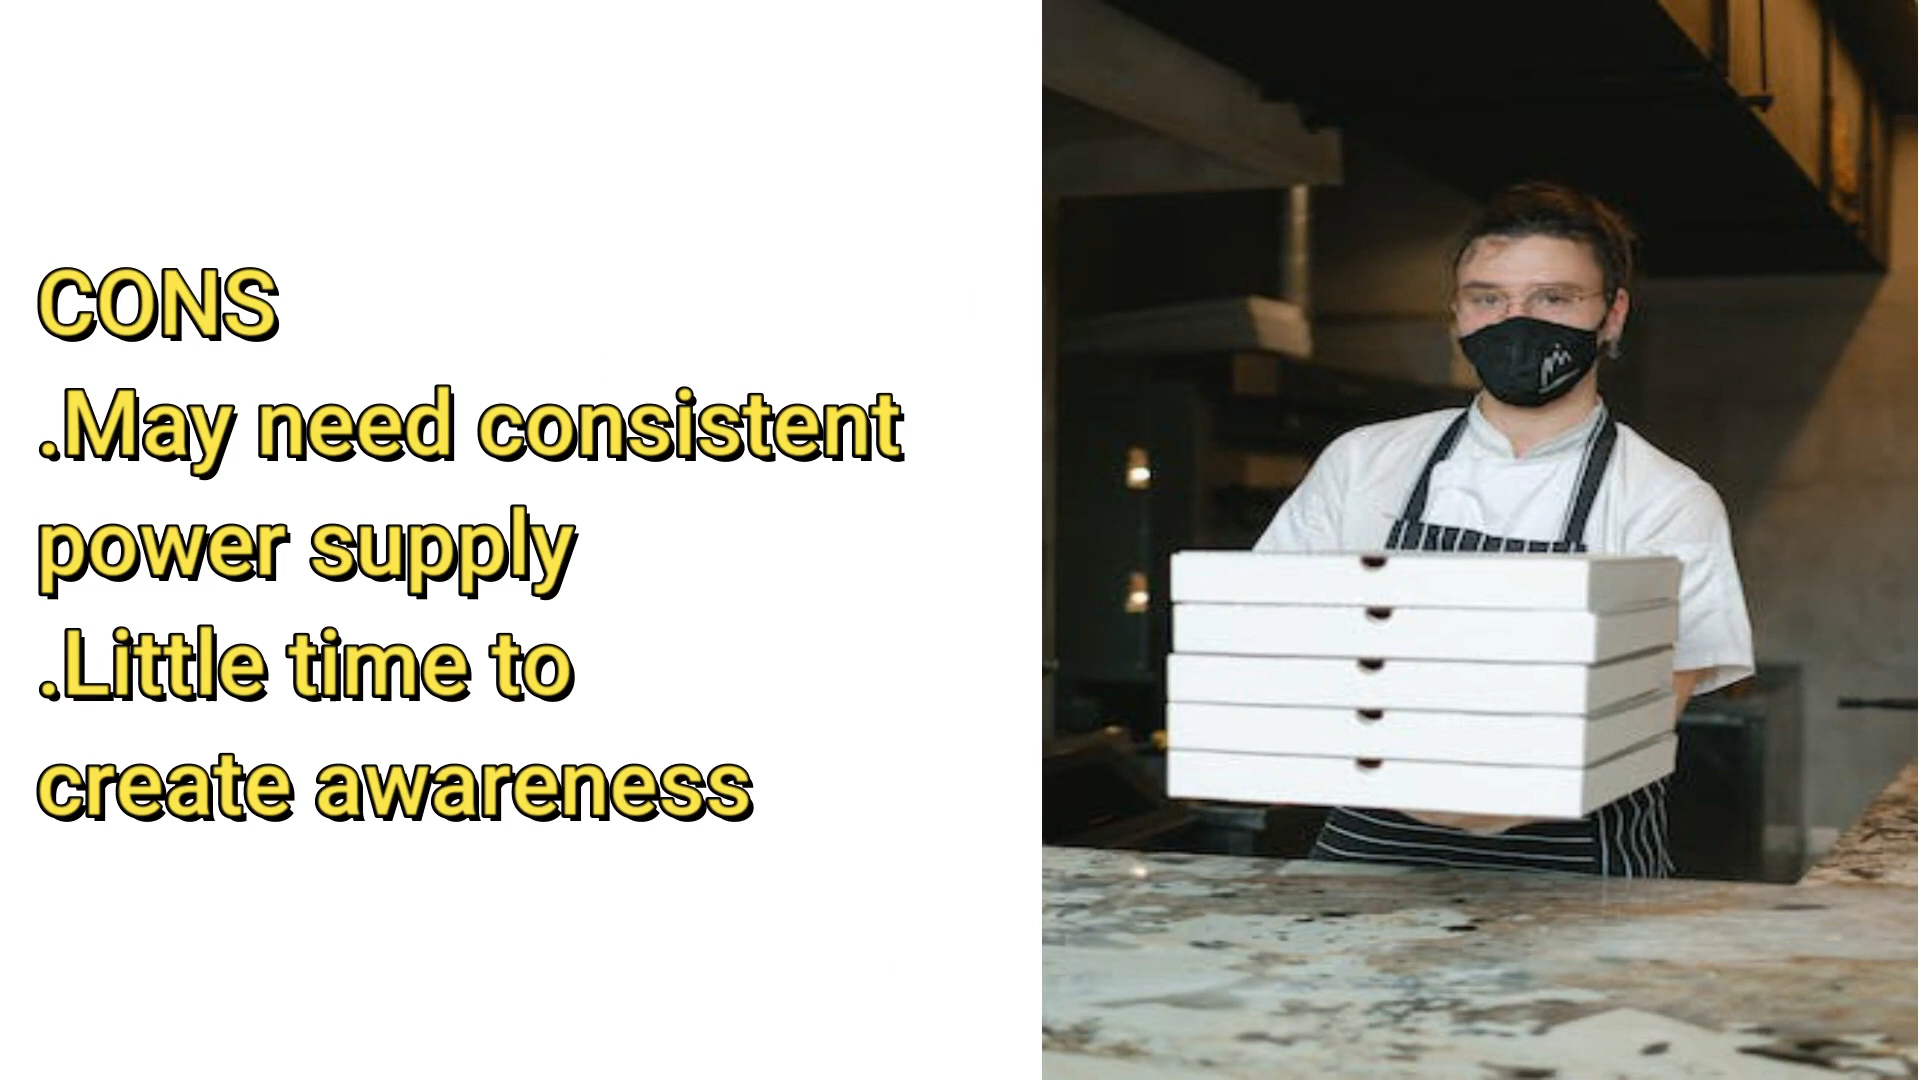 CONS
.May need consistent
power supply
.Little time to
create awareness